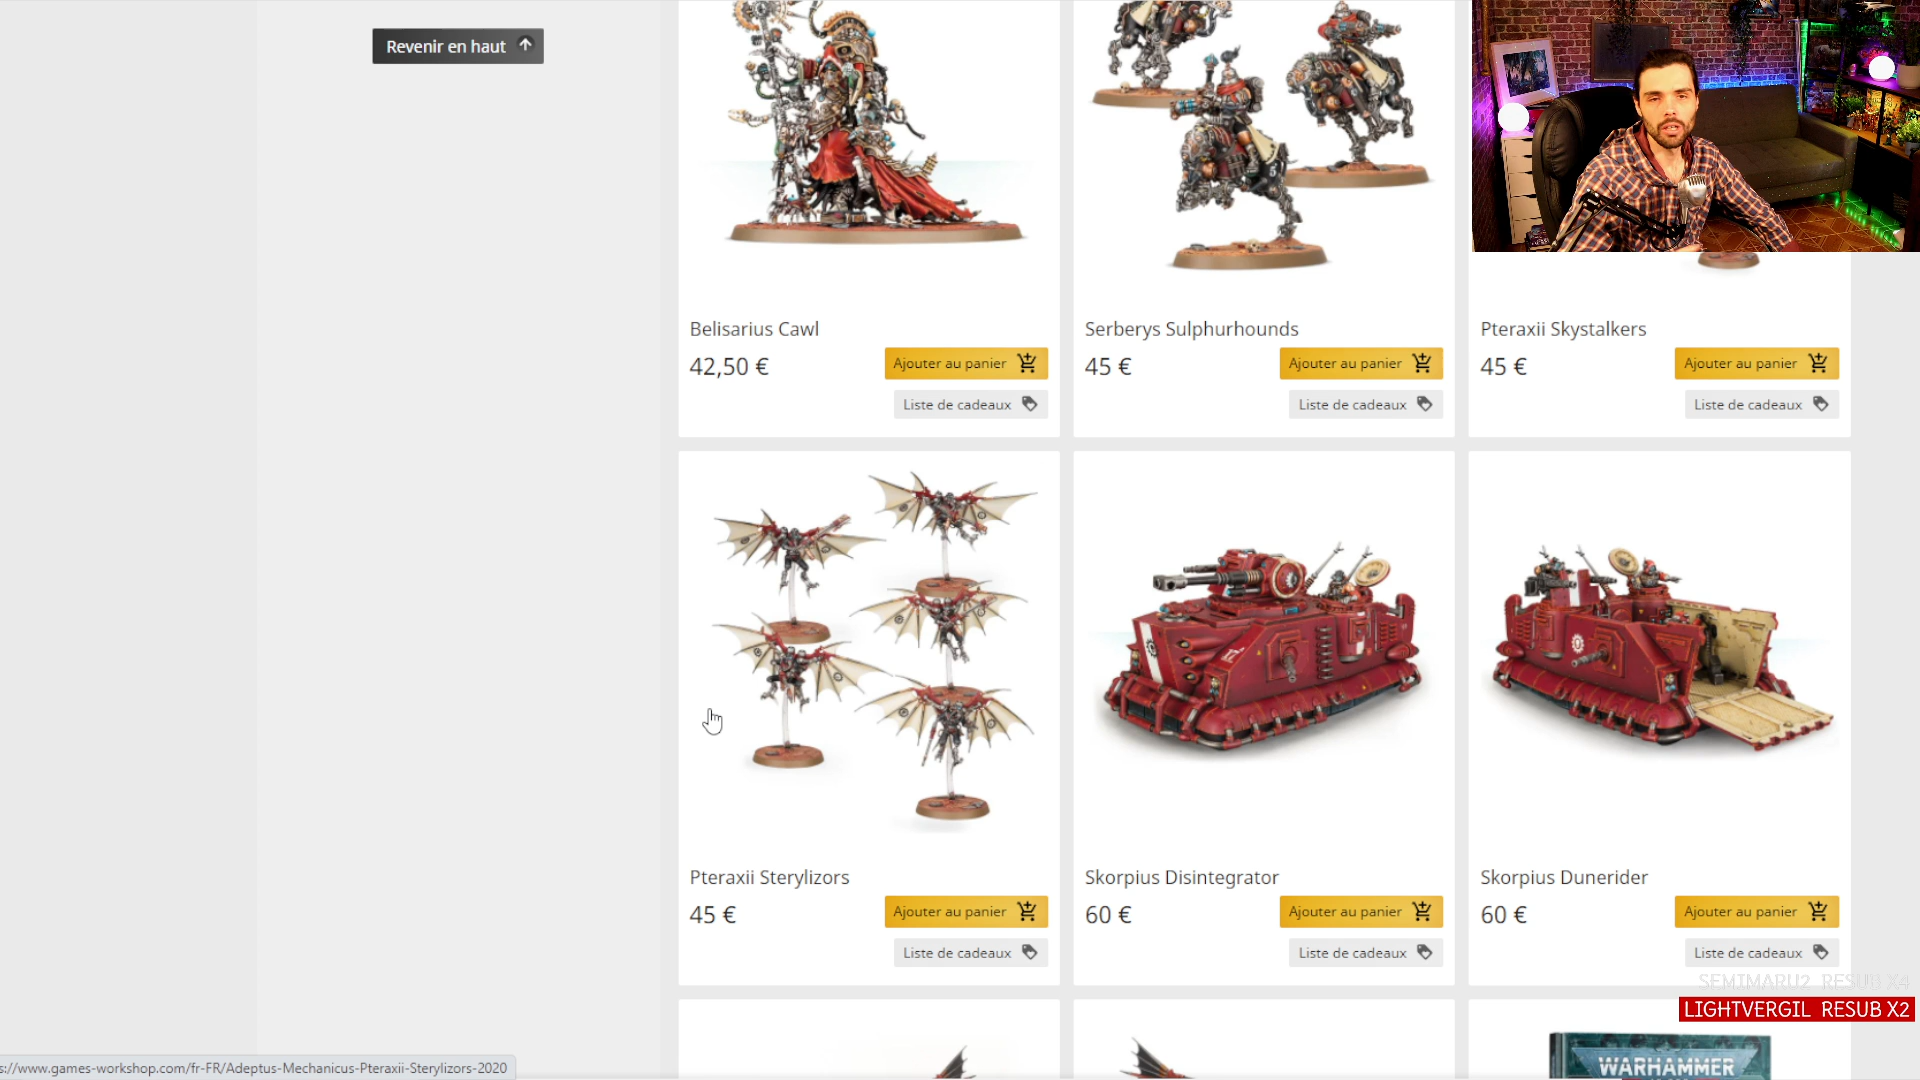 Revenir en haut
Belisarius Cawl
42,50 €
Ajouter au panier
Liste de cadeaux
Serberys Sulphurhounds
45 €
Ajouter au panier
Liste de cadeaux
Pteraxii Skystalkers
45 €
Ajouter au panier
Liste de cadeaux
Pteraxii Sterylizors
45 €
Ajouter au panier
Liste de cadeaux
Skorpius Disintegrator
60 €
Ajouter au panier
Liste de cadeaux
Skorpius Dunerider
60 €
Ajouter au panier
Liste de cadeaux
SEMIMARU2 RESUB X4
LIGHTVERGIL RESUB X2
WARHAMMER
s://www.games-workshop.com/fr-FR/Adeptus-Mechanicus-Pteraxii-Sterylizors-2020